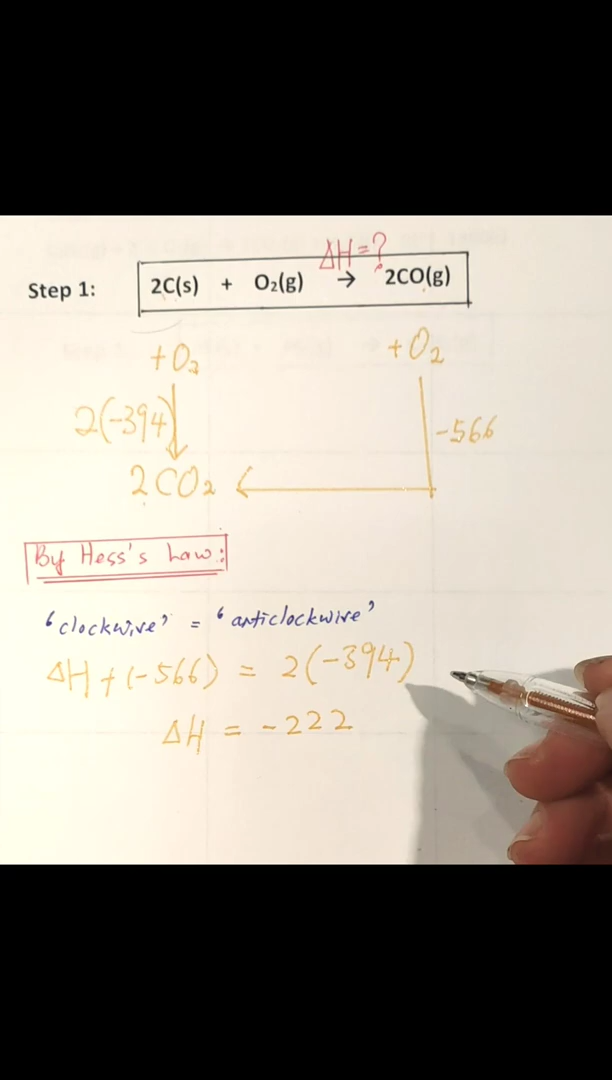 ΔH=?
Step 1: 2C(s) + O₂(g) → 2CO(g)
+O₂ +O₂
2(-394) -566
2CO₂
By Hess's Law:
'clockwise' = 'anticlockwise'
ΔH + (-566) = 2(-394)
ΔH = -222